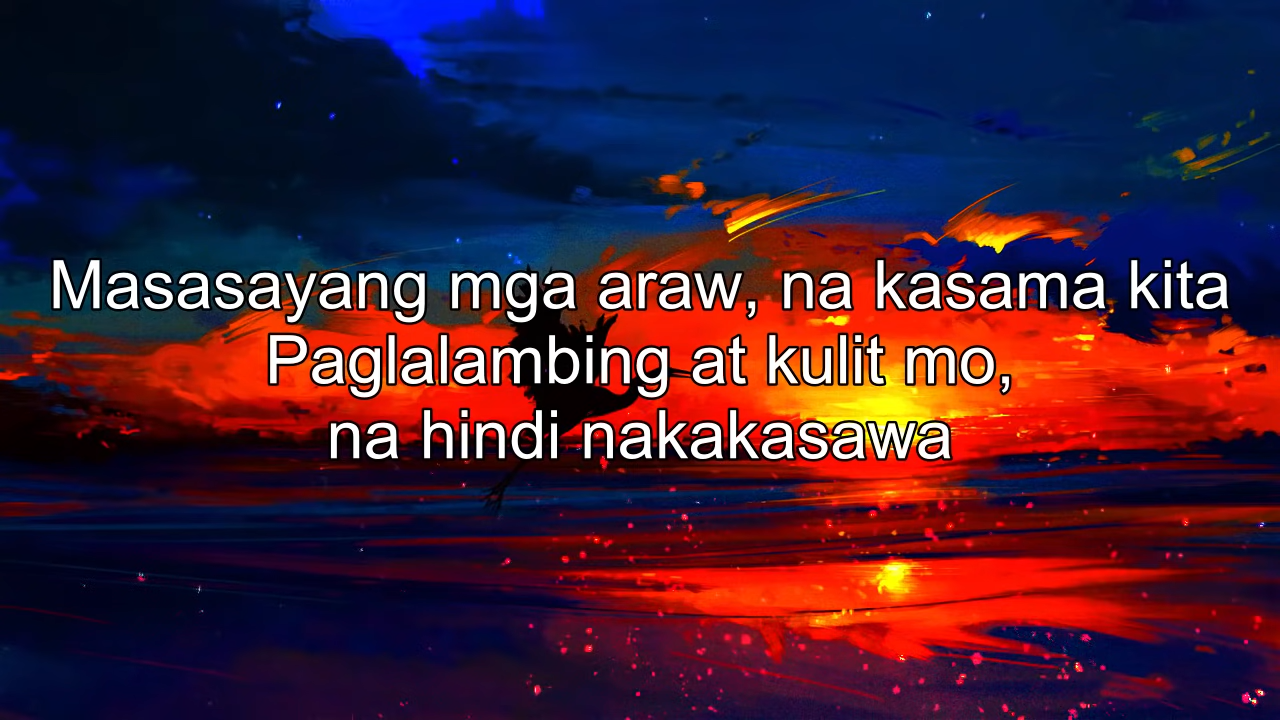 Masasayang mga araw, na kasama kita
Paglalambing at kulit mo,
na hindi nakakasawa